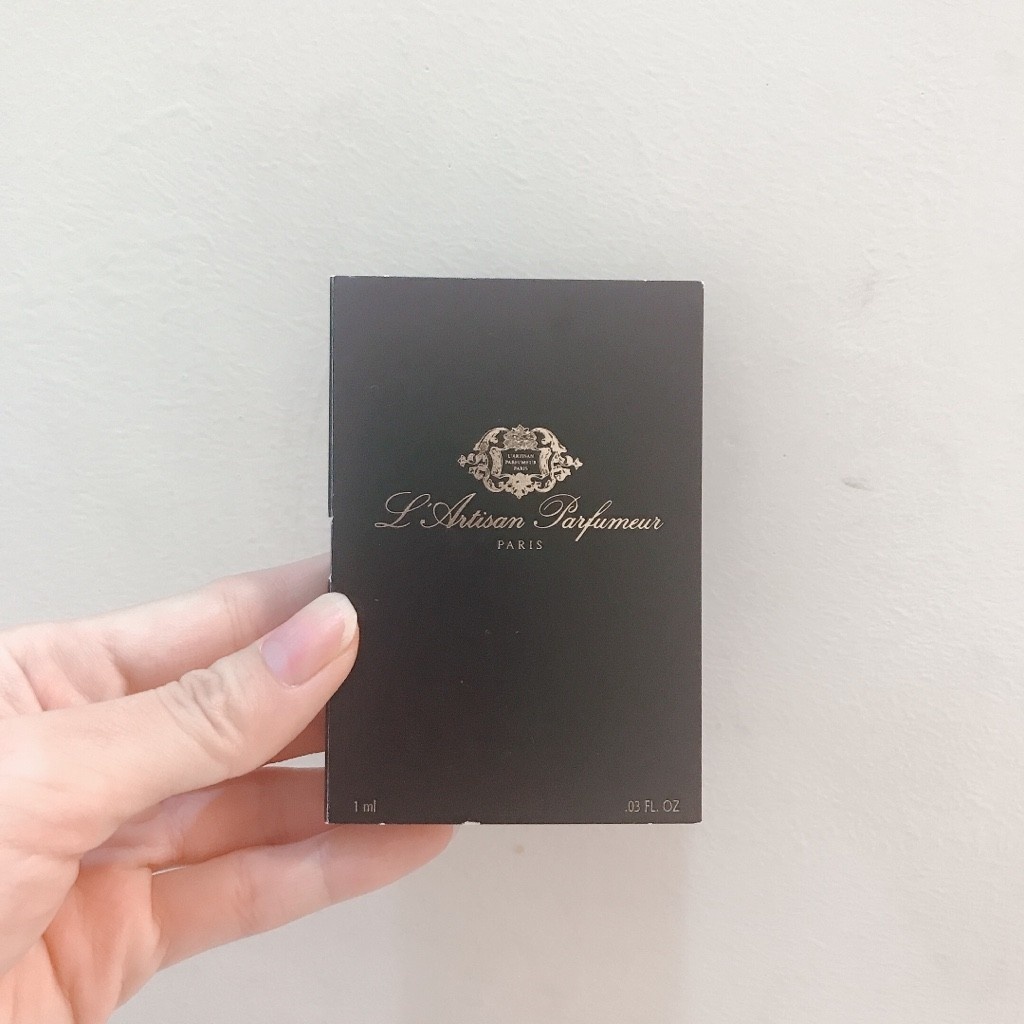 L'ARTISAN
PARFUMEUR
PARIS
L'Artisan Parfumeur
PARIS
1 ml
.03 FL. OZ